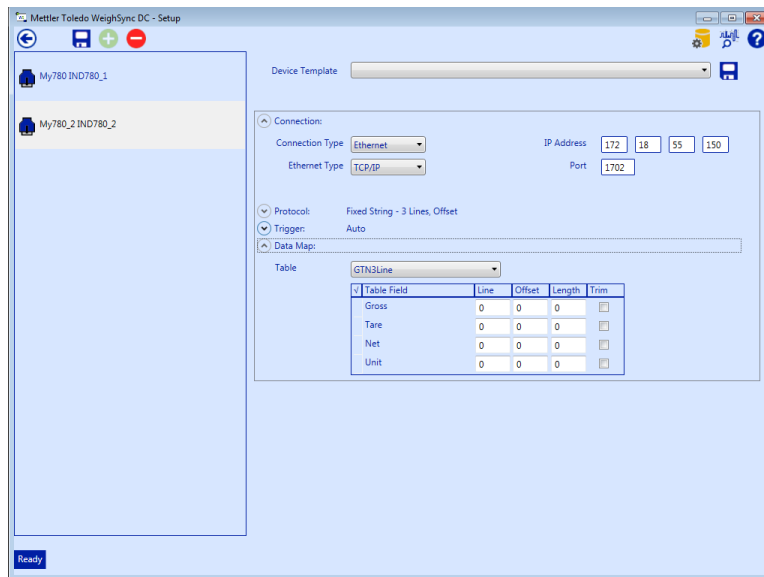 Mettler Toledo WeighSync DC - Setup
My780 IND780_1
My780_2 IND780_2
Device Template
Connection:
Connection Type Ethernet IP Address 172 18 55 150
Ethernet Type TCP/IP Port 1702
Protocol: Fixed String - 3 Lines, Offset
Trigger: Auto
Data Map:
Table GTN3Line
√ Table Field Line Offset Length Trim
Gross 0 0 0
Tare 0 0 0
Net 0 0 0
Unit 0 0 0
Ready